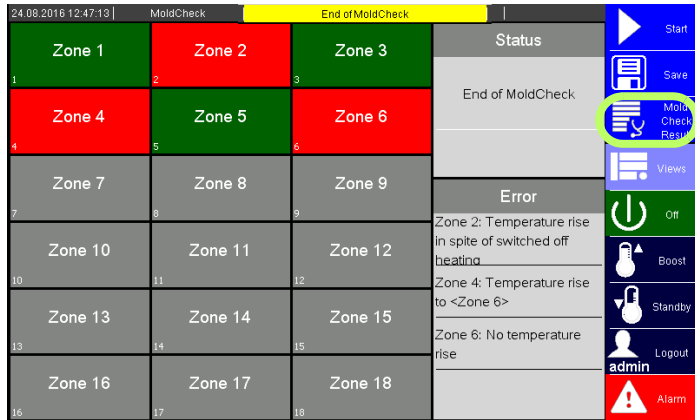 24.08.2016 12:47:13 MoldCheck End of MoldCheck
Zone 1 Zone 2 Zone 3
1 2 3
Zone 4 Zone 5 Zone 6
4 5 6
Zone 7 Zone 8 Zone 9
7 8 9
Zone 10 Zone 11 Zone 12
10 11 12
Zone 13 Zone 14 Zone 15
13 14 15
Zone 16 Zone 17 Zone 18
16 17 18
Status
End of MoldCheck
Error
Zone 2: Temperature rise
in spite of switched off
heating
Zone 4: Temperature rise
to <Zone 6>
Zone 6: No temperature
rise
Start
Save
Mold
Check
Result
Views
Off
Boost
Standby
Logout
admin
Alarm